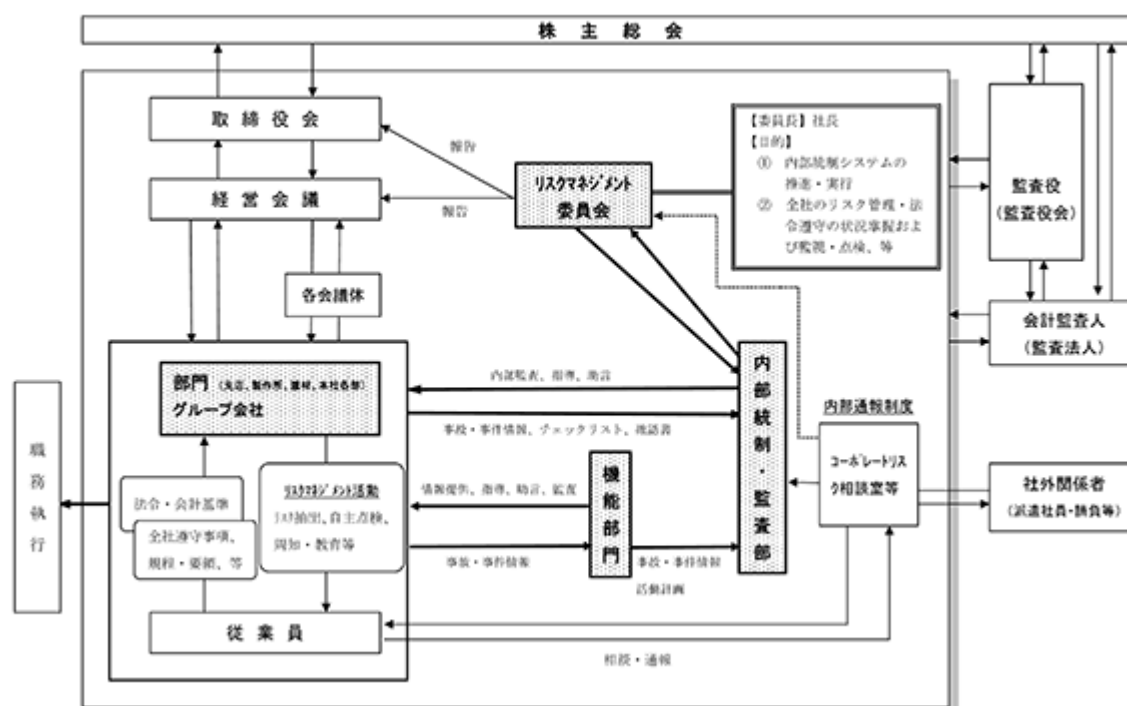 株主総会
取締役会
経営会議
各会議体
報告
報告
リスクマネジメント
委員会
【委員長】社長
【目的】
① 内部統制システムの
推進・実行
② 全社のリスク管理・法
令遵守の状況掌握およ
び監視・点検、等
監査役
(監査役会)
会計監査人
(監査法人)
部門(支店、製作所、機材、本社各部)
グループ会社
職務執行
法令・会計基準
全社遵守事項、
規程・要領、等
リスクマネジメント活動
リスク抽出、自主点検、
周知・教育等
従業員
内部監査、指導、助言
事故・事件情報、チェックリスト、確認書
情報提供、指導、助言、監査
事故・事件情報
機能部門
事故・事件情報
活動計画
内部統制・監査部
内部通報制度
コーポレートリス
ク相談室等
社外関係者
(派遣社員・請負等)
相談・通報